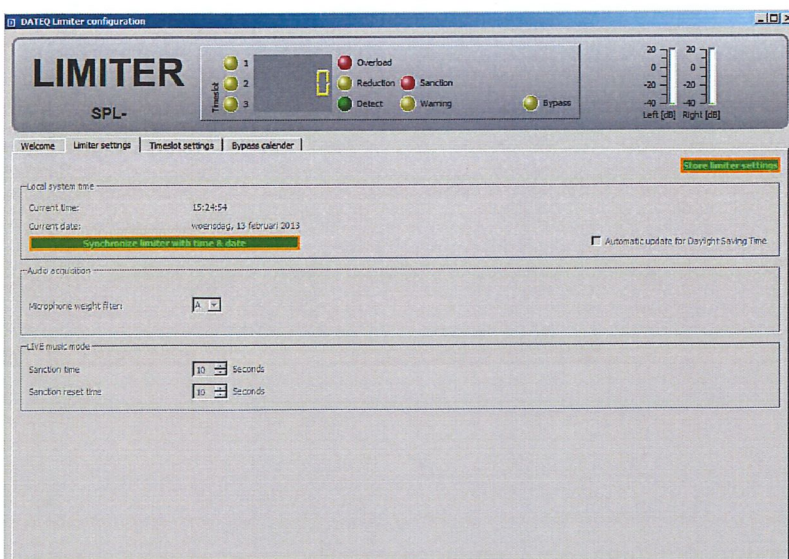 DATEQ Limiter configuration
LIMITER
SPL-
Timeslot
1
2
3
0
Overload
Reduction
Sanction
Detect
Warning
Bypass
20 20
0 0
-20 -20
-40 -40
Left [dB] Right [dB]
Welcome Limiter settings Timeslot settings Bypass calender
Store limiter settings
Local system time
Current time: 15:24:54
Current date: woensdag, 13 februari 2013
Synchronize limiter with time & date
Automatic update for Daylight Saving Time
Audio acquisition
Microphone weight filter: A
LIVE music mode
Sanction time 10 Seconds
Sanction reset time 10 Seconds